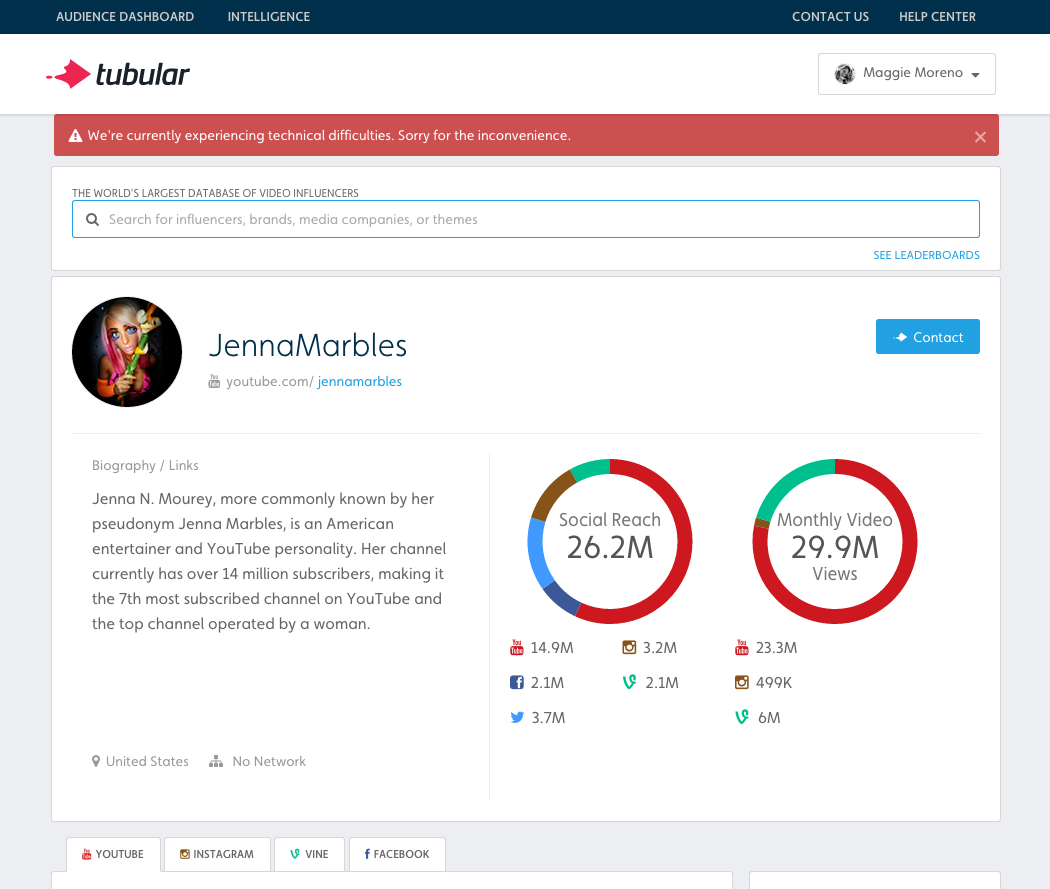 AUDIENCE DASHBOARD INTELLIGENCE CONTACT US HELP CENTER
tubular
Maggie Moreno
We're currently experiencing technical difficulties. Sorry for the inconvenience.
THE WORLD'S LARGEST DATABASE OF VIDEO INFLUENCERS
Search for influencers, brands, media companies, or themes
SEE LEADERBOARDS
JennaMarbles
Contact
You Tube youtube.com/ jennamarbles
Biography / Links
Jenna N. Mourey, more commonly known by her
pseudonym Jenna Marbles, is an American
entertainer and YouTube personality. Her channel
currently has over 14 million subscribers, making it
the 7th most subscribed channel on YouTube and
the top channel operated by a woman.
United States No Network
Social Reach
26.2M
Monthly Video
29.9M
Views
You Tube 14.9M 3.2M
2.1M 2.1M
3.7M
You Tube 23.3M
499K
6M
YOUTUBE INSTAGRAM VINE FACEBOOK